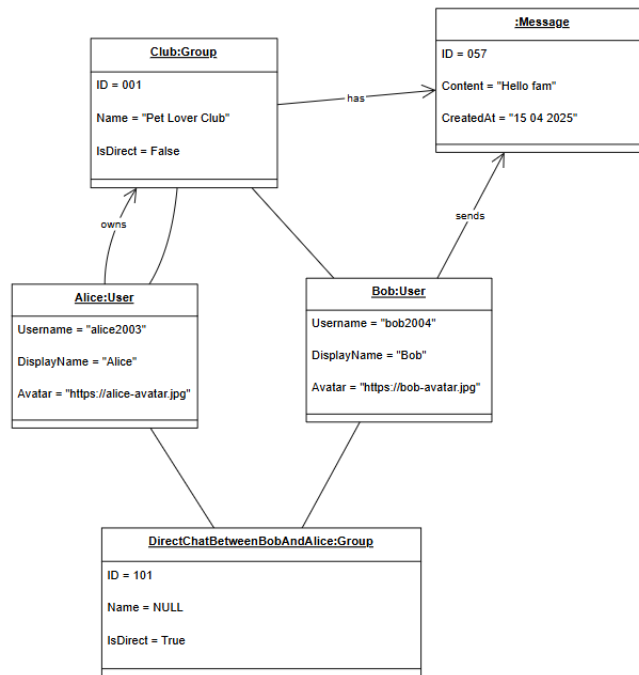 :Message
ID = 057
Content = "Hello fam"
CreatedAt = "15 04 2025"
Club:Group
ID = 001
Name = "Pet Lover Club"
IsDirect = False
has
owns
sends
Alice:User
Username = "alice2003"
DisplayName = "Alice"
Avatar = "https://alice-avatar.jpg"
Bob:User
Username = "bob2004"
DisplayName = "Bob"
Avatar = "https://bob-avatar.jpg"
DirectChatBetweenBobAndAlice:Group
ID = 101
Name = NULL
IsDirect = True